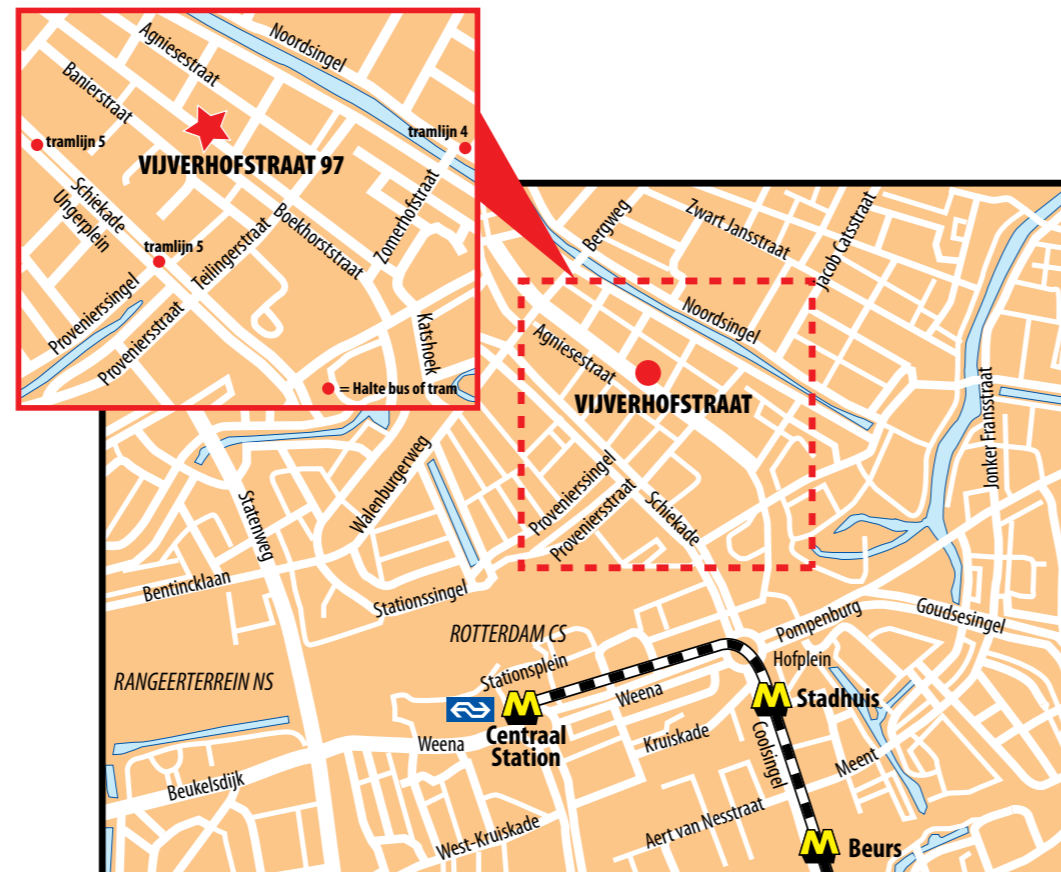 Agniesestraat
Noordsingel
Banierstraat
tramlijn 5
tramlijn 4
VIJVERHOFSTRAAT 97
Schiekade
Ungerplein
Zomerhofstraat
Boekhorststraat
tramlijn 5
Teilingerstraat
Provenierssingel
Proveniersstraat
Katshoek
= Halte bus of tram
Bergweg
Zwart Jansstraat
Jacob Catsstraat
Noordsingel
Agniesestraat
VIJVERHOFSTRAAT
Jonker Fransstraat
Walenburgerweg
Statenweg
Provenierssingel
Proveniersstraat
Schiekade
Bentincklaan
Stationssingel
Goudsesingel
Pompenburg
ROTTERDAM CS
Hofplein
RANGEERTERREIN NS
Stationsplein
Weena
M
Stadhuis
M
Centraal
Station
Weena
Kruiskade
Coolsingel
Meent
Beukelsdijk
Aert van Nesstraat
West-Kruiskade
M
Beurs